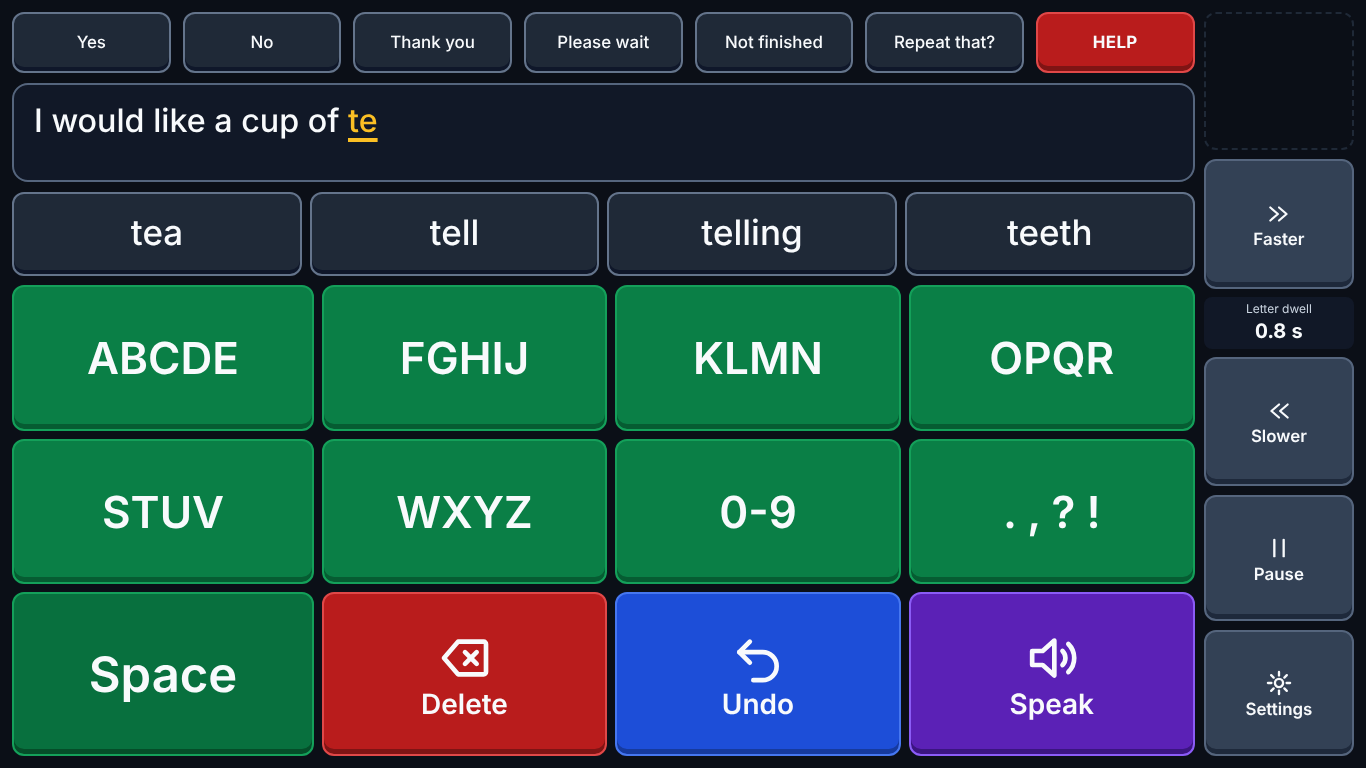 Yes
No
Thank you
Please wait
Not finished
Repeat that?
HELP
I would like a cup of te
tea
tell
telling
teeth
ABCDE
FGHIJ
KLMN
OPQR
STUV
WXYZ
0-9
. , ? !
Space
Delete
Undo
Speak
Faster
Letter dwell
0.8 s
Slower
Pause
Settings